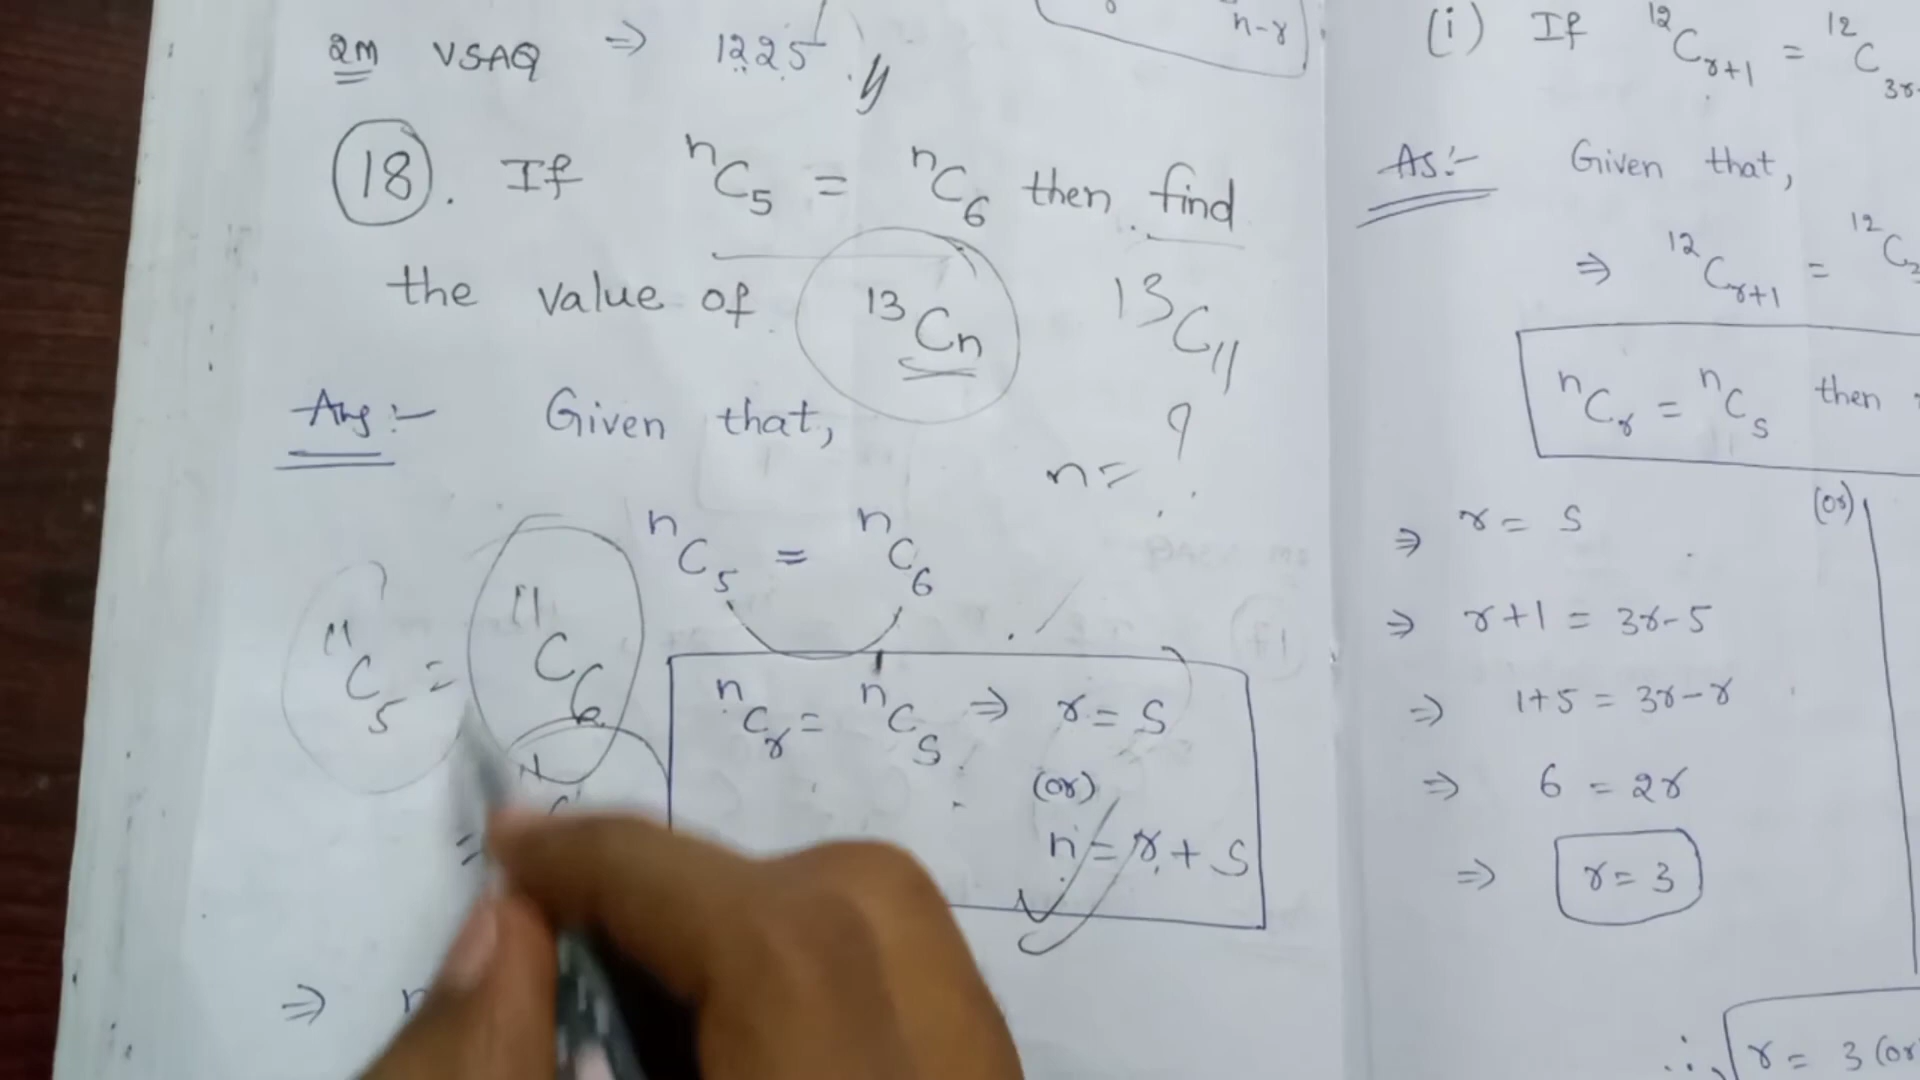 n-r
2m VSAQ ⇒ 1225
18. If ⁿC₅ = ⁿC₆ then find
the value of ¹³Cₙ ¹³C₁₁
Ans:- Given that,
n = ?
ⁿC₅ = ⁿC₆
¹¹C₅ = ¹¹C₆
ⁿCᵣ = ⁿCₛ ⇒ r = s
(or)
n = r + s
=
⇒ n
(i) If ¹²Cᵣ₊₁ = ¹²C₃ᵣ₋
As:- Given that,
⇒ ¹²Cᵣ₊₁ = ¹²C
ⁿCᵣ = ⁿCₛ then
(or)
⇒ r = s
⇒ r+1 = 3r-5
⇒ 1+5 = 3r-r
⇒ 6 = 2r
⇒ r = 3
∴ r = 3 (or